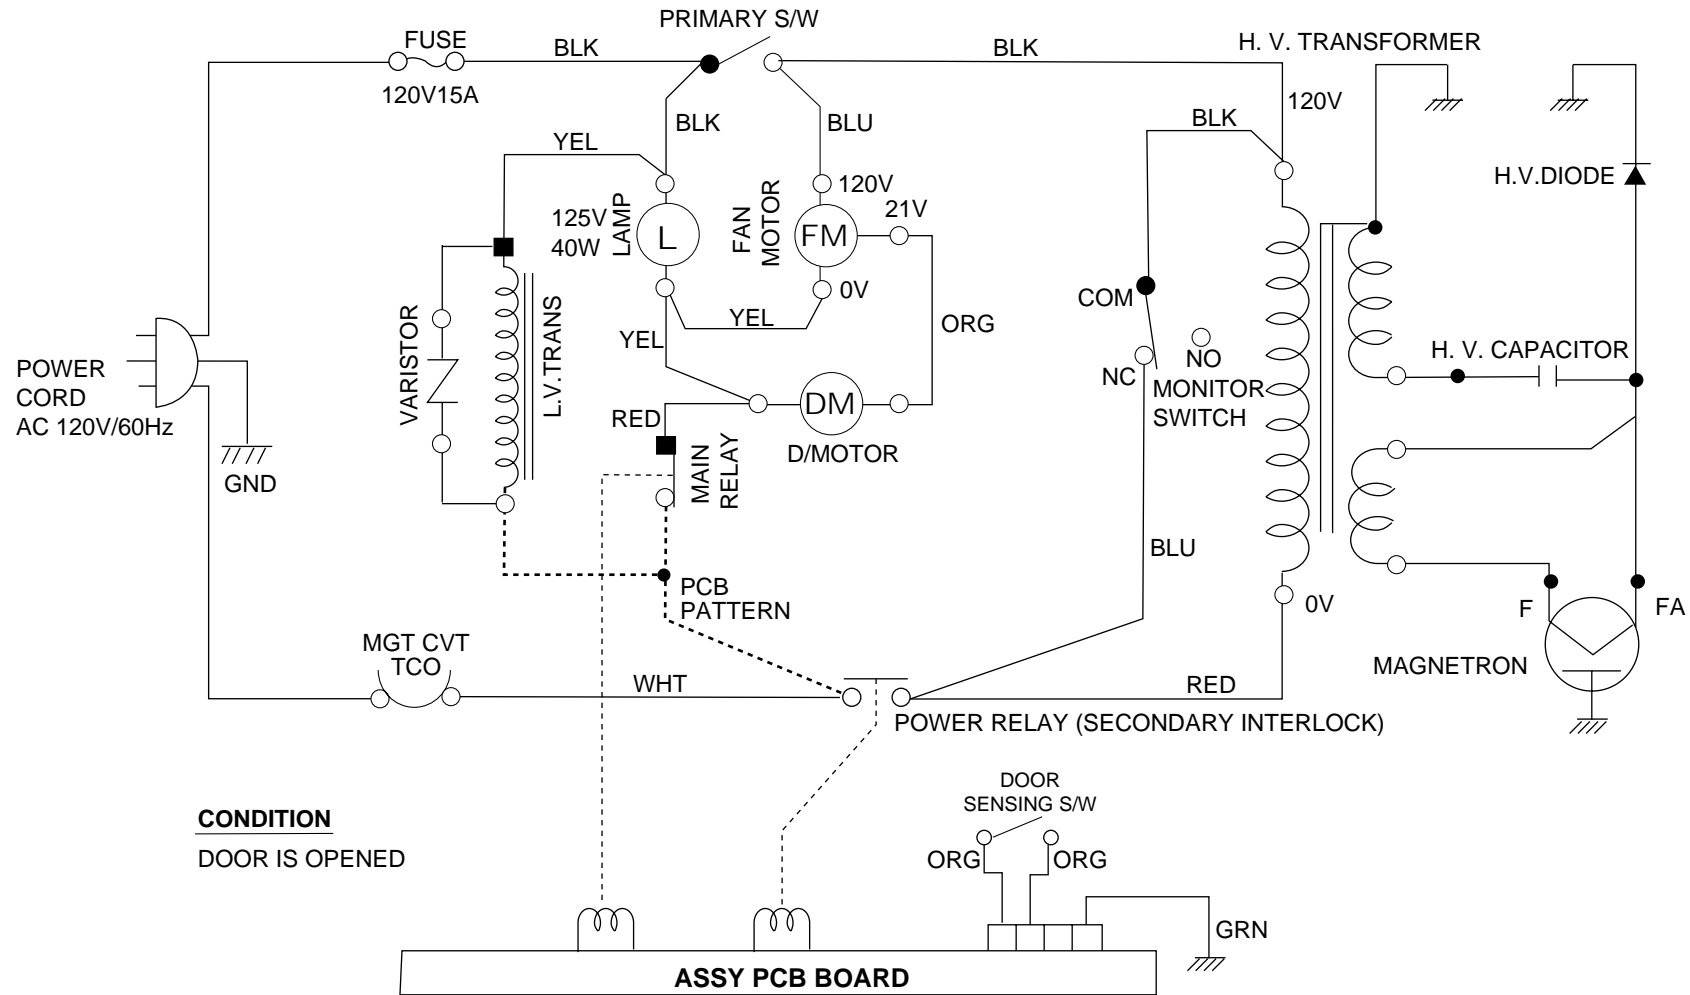 PRIMARY S/W
FUSE
BLK
BLK
H. V. TRANSFORMER
120V15A
120V
BLK
BLU
BLK
YEL
H.V.DIODE
120V
21V
125V
40W
LAMP
L
FAN
MOTOR
FM
0V
COM
YEL
ORG
YEL
VARISTOR
L.V.TRANS
POWER
CORD
AC 120V/60Hz
H. V. CAPACITOR
NO
NC
MONITOR
SWITCH
DM
RED
D/MOTOR
MAIN
RELAY
GND
BLU
PCB
PATTERN
0V
F
FA
MGT CVT
TCO
MAGNETRON
WHT
RED
POWER RELAY (SECONDARY INTERLOCK)
DOOR
SENSING S/W
CONDITION
DOOR IS OPENED
ORG
ORG
GRN
ASSY PCB BOARD